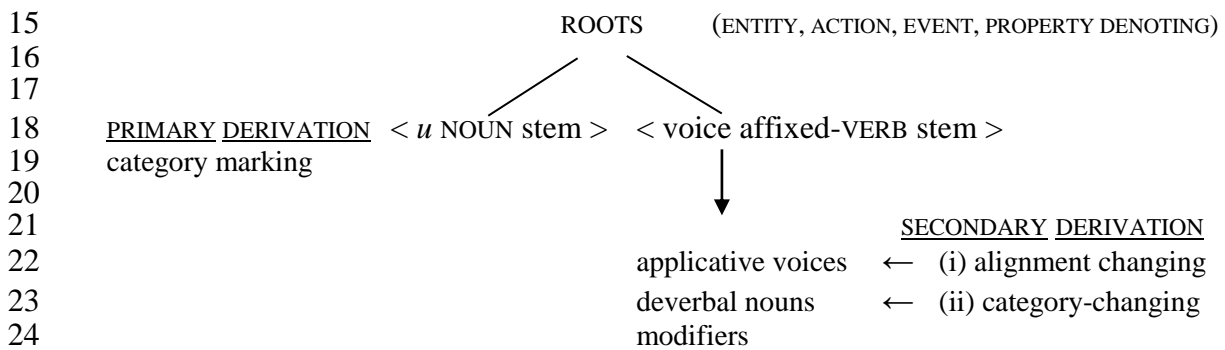 15 ROOTS (ENTITY, ACTION, EVENT, PROPERTY DENOTING)
16
17
18 PRIMARY DERIVATION < u NOUN stem > < voice affixed-VERB stem >
19 category marking
20
21 SECONDARY DERIVATION
22 applicative voices ← (i) alignment changing
23 deverbal nouns ← (ii) category-changing
24 modifiers